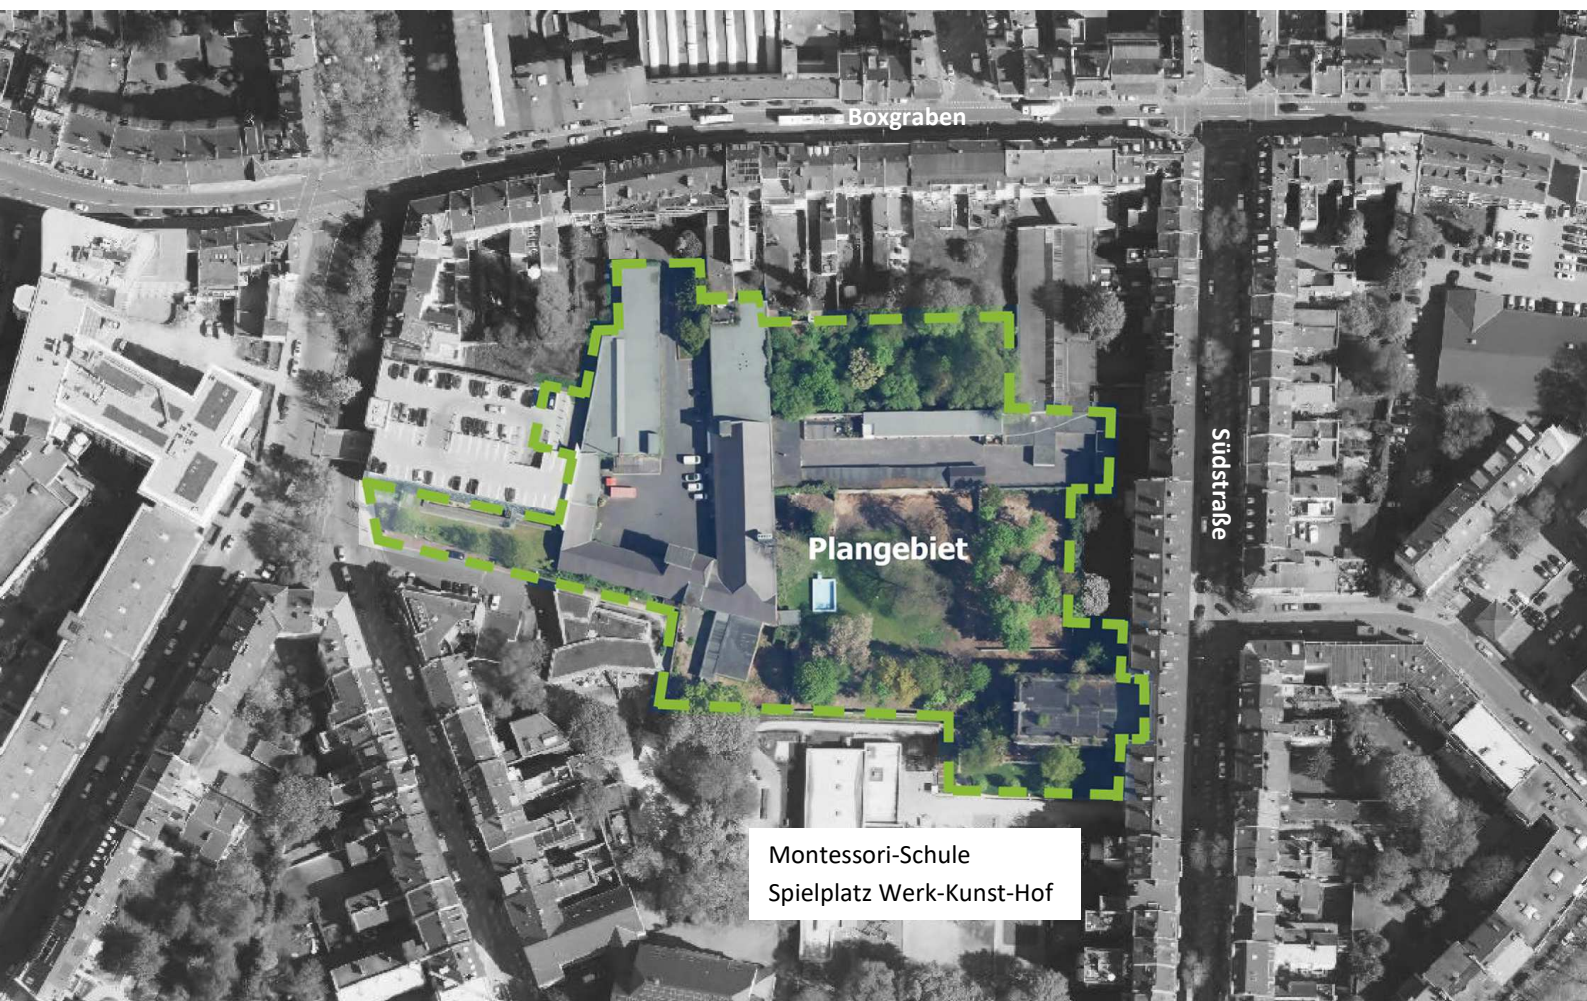 Boxgraben
Südstraße
Plangebiet
Montessori-Schule
Spielplatz Werk-Kunst-Hof